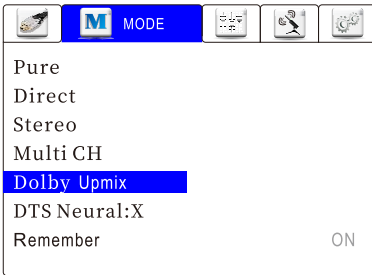 M MODE
Pure
Direct
Stereo
Multi CH
Dolby Upmix
DTS Neural:X
Remember ON